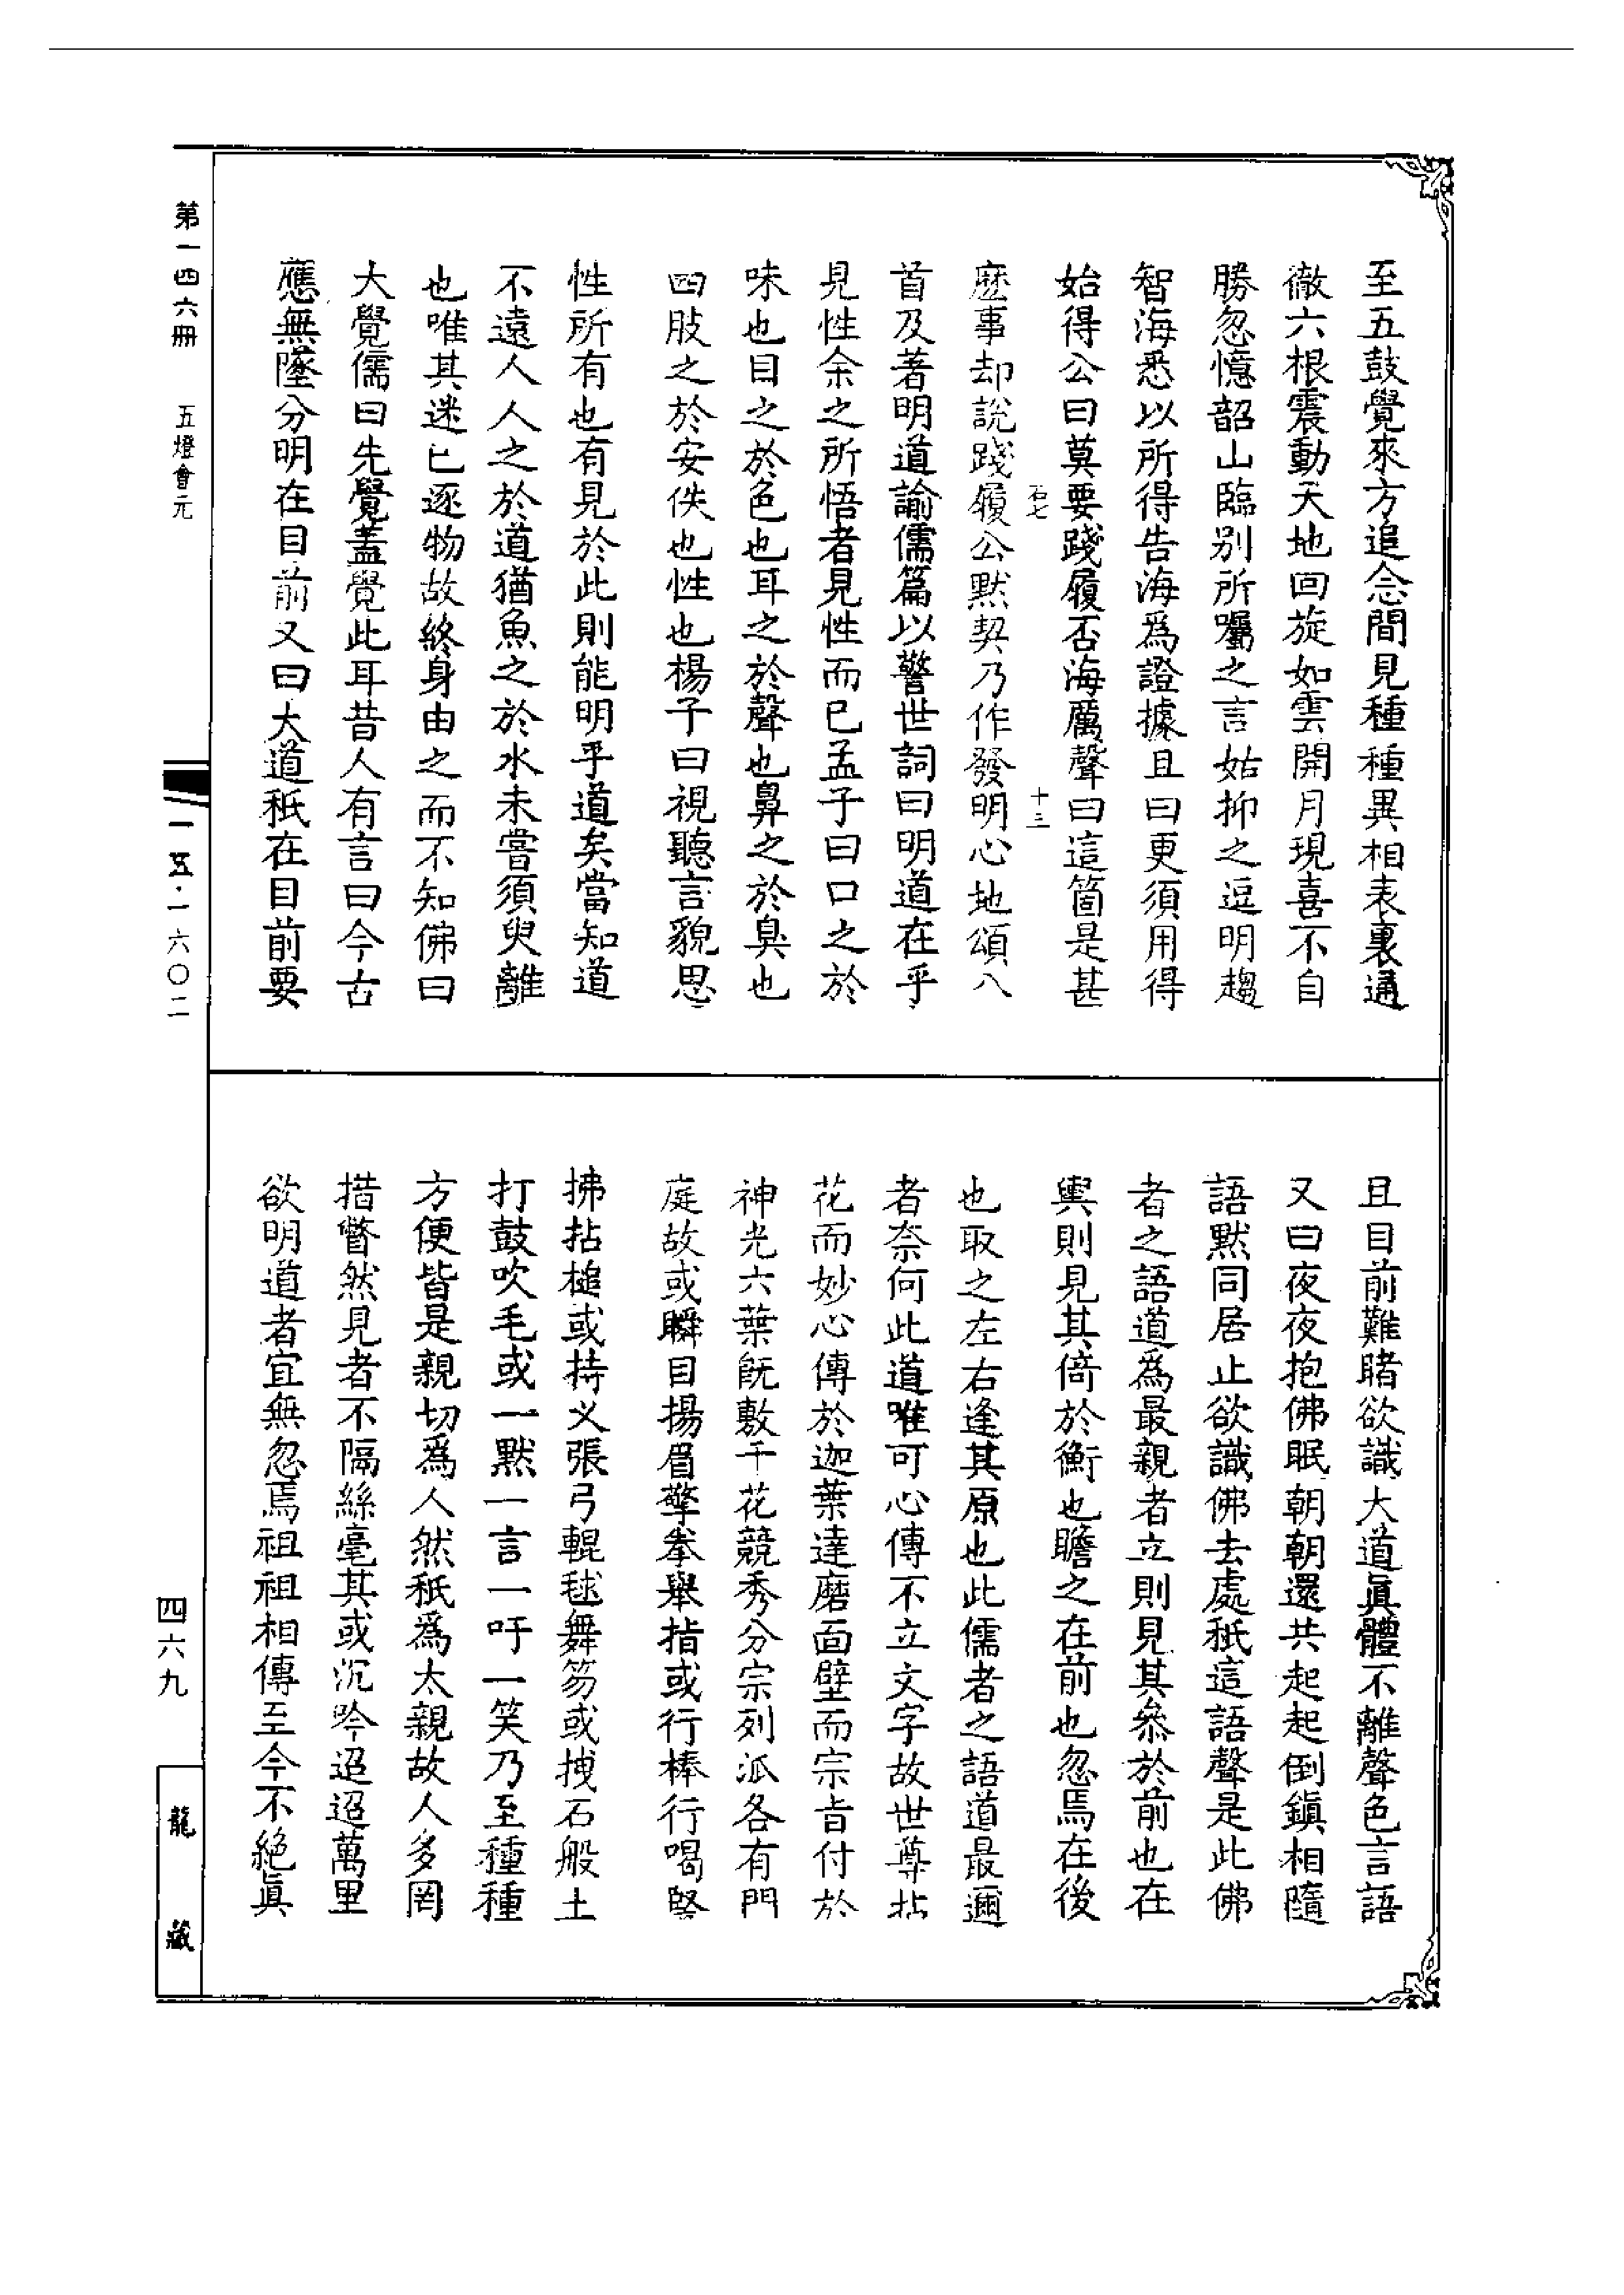 至五鼓覺來方追念間見種種異相表裏通
徹六根震動天地回旋如雲開月現喜不自
勝忽憶韶山臨別所囑之言姑抑之逗明趨
智海悉以所得告海爲證據且曰更須用得
始得公曰莫要踐履否海厲聲曰這箇是甚
石七 十三
麽事却說踐履公黙契乃作發明心地頌八
首及著明道諭儒篇以警世詞曰明道在乎
見性余之所悟者見性而已孟子曰口之於
味也目之於色也耳之於聲也鼻之於臭也
四肢之於安佚也性也楊子曰視聽言貌思
性所有也有見於此則能明乎道矣當知道
不遠人人之於道猶魚之於水未嘗須臾離
也唯其迷已逐物故終身由之而不知佛曰
大覺儒曰先覺蓋覺此耳昔人有言曰今古
應無墜分明在目前又曰大道秖在目前要
且目前難睹欲識大道眞體不離聲色言語
又曰夜夜抱佛眠朝朝還共起起倒鎮相隨
語黙同居止欲識佛去處秖這語聲是此佛
者之語道爲最親者立則見其叅於前也在
輿則見其倚於衡也瞻之在前也忽焉在後
也取之左右逢其原也此儒者之語道最邇
者奈何此道唯可心傳不立文字故世尊拈
花而妙心傳於迦葉達磨面壁而宗旨付於
神光六葉旣敷千花競秀分宗列派各有門
庭故或瞬目揚眉擎拳舉指或行棒行喝豎
拂拈槌或持义張弓輥毬舞笏或拽石般土
打鼓吹毛或一黙一言一吁一笑乃至種種
方便皆是親切爲人然秖爲太親故人多罔
措瞥然見者不隔絲毫其或沉吟迢迢萬里
欲明道者宜無忽焉祖祖相傳至今不絶眞
第一四六冊 五燈會元
一五·一六〇二
四六九
龍藏